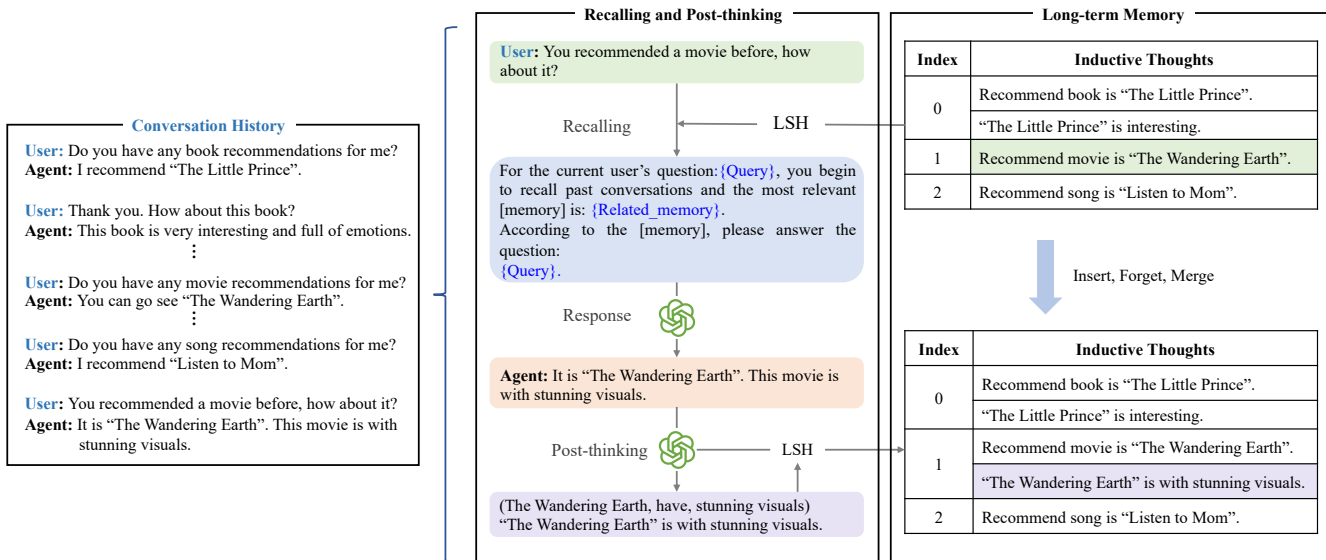 Conversation History
User: Do you have any book recommendations for me?
Agent: I recommend “The Little Prince”.
User: Thank you. How about this book?
Agent: This book is very interesting and full of emotions.
User: Do you have any movie recommendations for me?
Agent: You can go see “The Wandering Earth”.
User: Do you have any song recommendations for me?
Agent: I recommend “Listen to Mom”.
User: You recommended a movie before, how about it?
Agent: It is “The Wandering Earth”. This movie is with
stunning visuals.
Recalling and Post-thinking
User: You recommended a movie before, how
about it?
Recalling
LSH
For the current user’s question:{Query}, you begin
to recall past conversations and the most relevant
[memory] is: {Related_memory}.
According to the [memory], please answer the
question:
{Query}.
Response
Agent: It is “The Wandering Earth”. This movie is
with stunning visuals.
Post-thinking
LSH
(The Wandering Earth, have, stunning visuals)
“The Wandering Earth” is with stunning visuals.
Long-term Memory
Index Inductive Thoughts
0
Recommend book is “The Little Prince”.
“The Little Prince” is interesting.
1 Recommend movie is “The Wandering Earth”.
2 Recommend song is “Listen to Mom”.
Insert, Forget, Merge
Index Inductive Thoughts
0
Recommend book is “The Little Prince”.
“The Little Prince” is interesting.
1
Recommend movie is “The Wandering Earth”.
“The Wandering Earth” is with stunning visuals.
2 Recommend song is “Listen to Mom”.